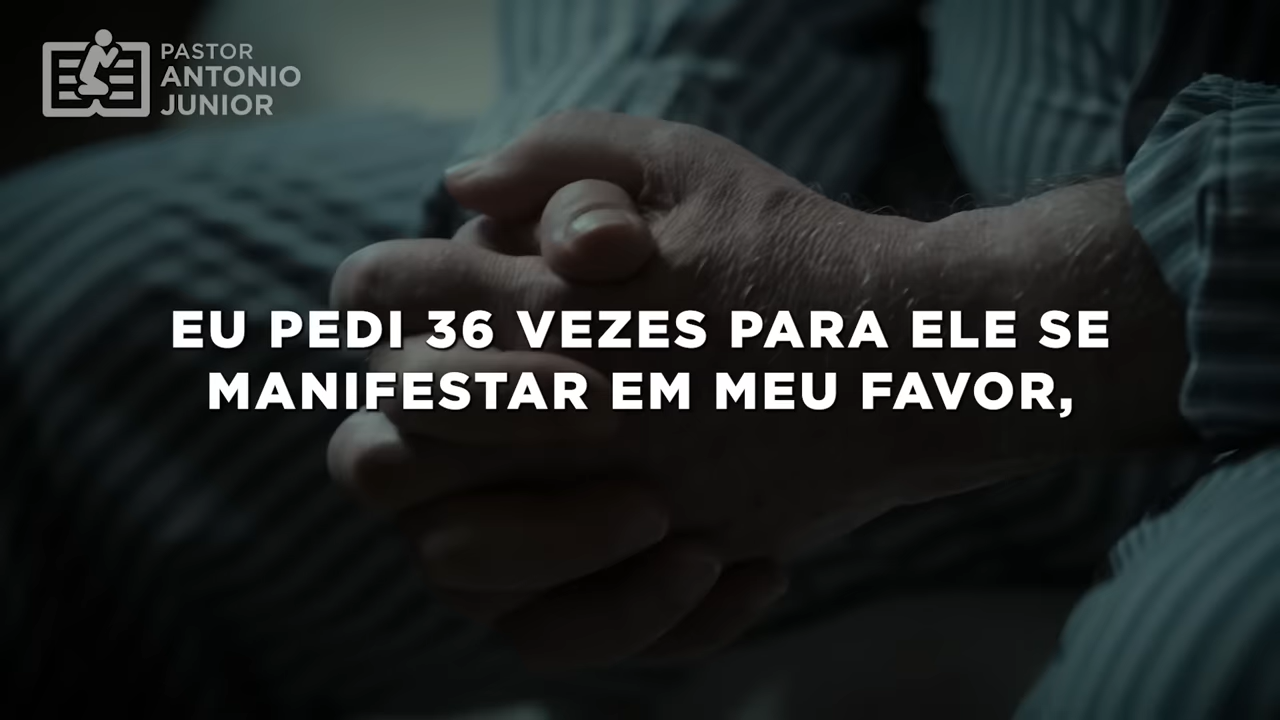 PASTOR
ANTONIO
JUNIOR
EU PEDI 36 VEZES PARA ELE SE
MANIFESTAR EM MEU FAVOR,